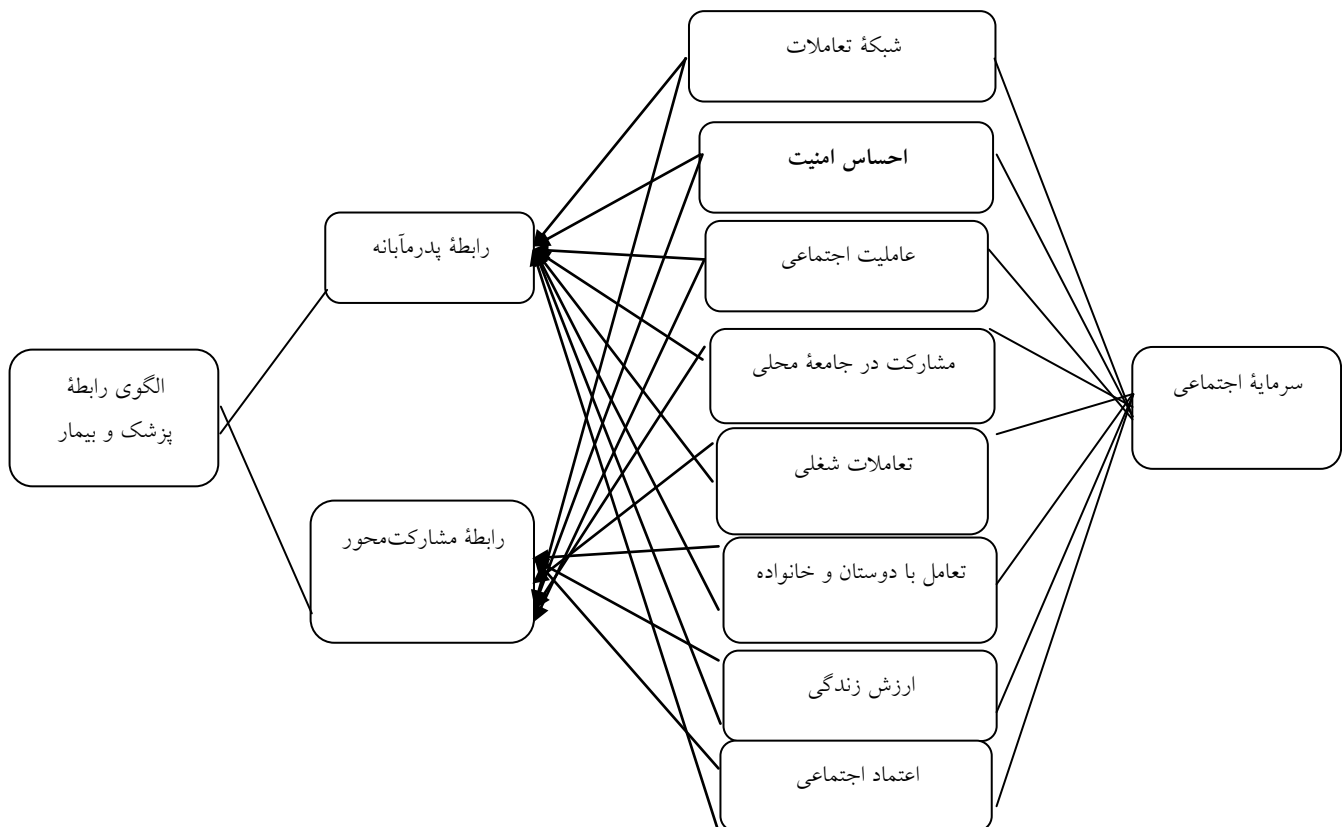 شبکهٔ تعاملات
احساس امنیت
عاملیت اجتماعی
مشارکت در جامعهٔ محلی
تعاملات شغلی
تعامل با دوستان و خانواده
ارزش زندگی
اعتماد اجتماعی
سرمایهٔ اجتماعی
رابطهٔ پدرمآبانه
رابطهٔ مشارکت‌محور
الگوی رابطهٔ
پزشک و بیمار